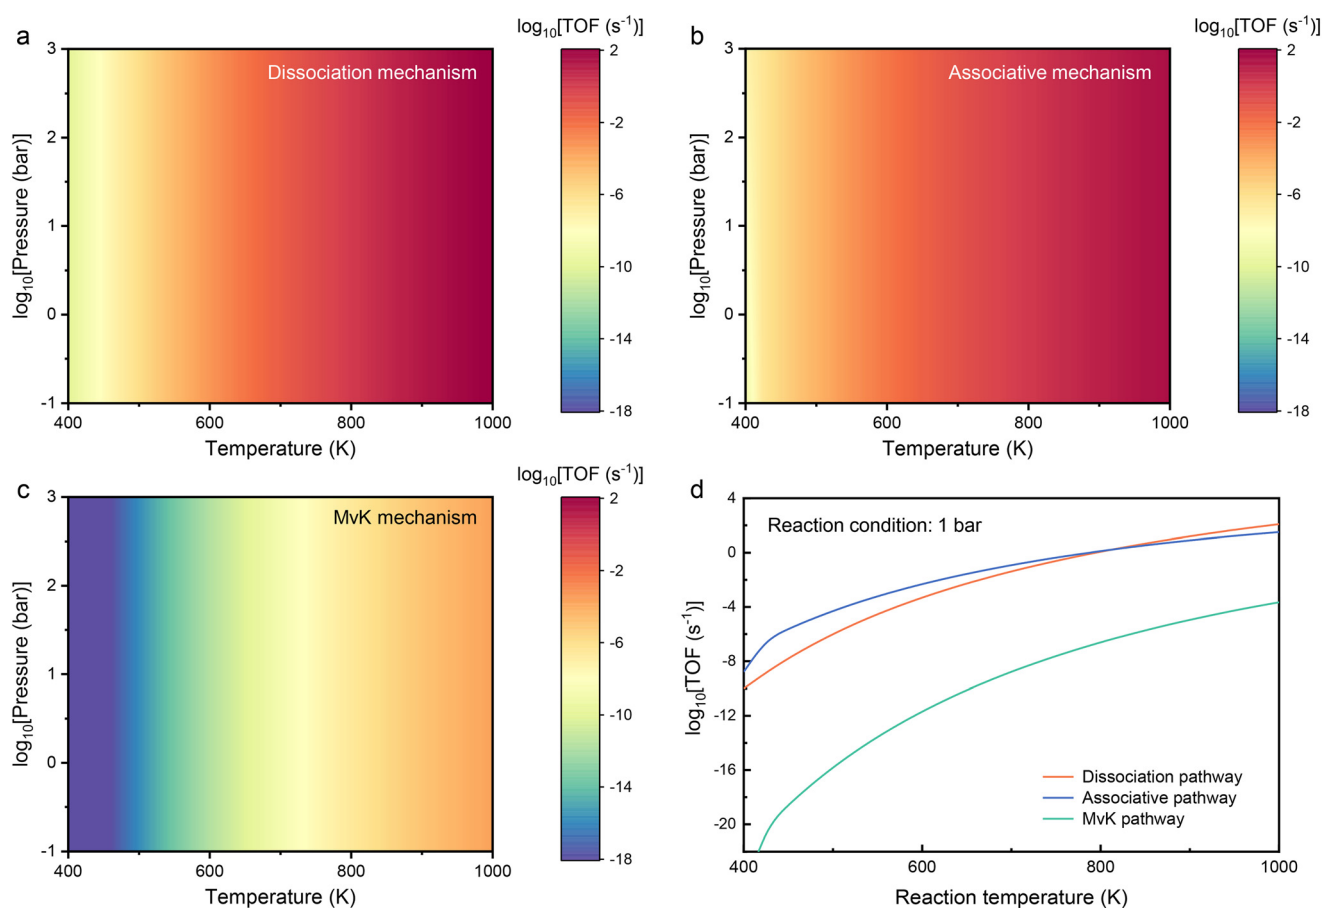 a
log10[TOF (s-1)]
Dissociation mechanism
3
2
1
0
-1
log10[Pressure (bar)]
400
600
800
1000
Temperature (K)
2
-2
-6
-10
-14
-18
b
log10[TOF (s-1)]
Associative mechanism
3
2
1
0
-1
log10[Pressure (bar)]
400
600
800
1000
Temperature (K)
2
-2
-6
-10
-14
-18
c
log10[TOF (s-1)]
MvK mechanism
3
2
1
0
-1
log10[Pressure (bar)]
400
600
800
1000
Temperature (K)
2
-2
-6
-10
-14
-18
d
Reaction condition: 1 bar
4
0
-4
-8
-12
-16
-20
log10[TOF (s-1)]
Dissociation pathway
Associative pathway
MvK pathway
400
600
800
1000
Reaction temperature (K)